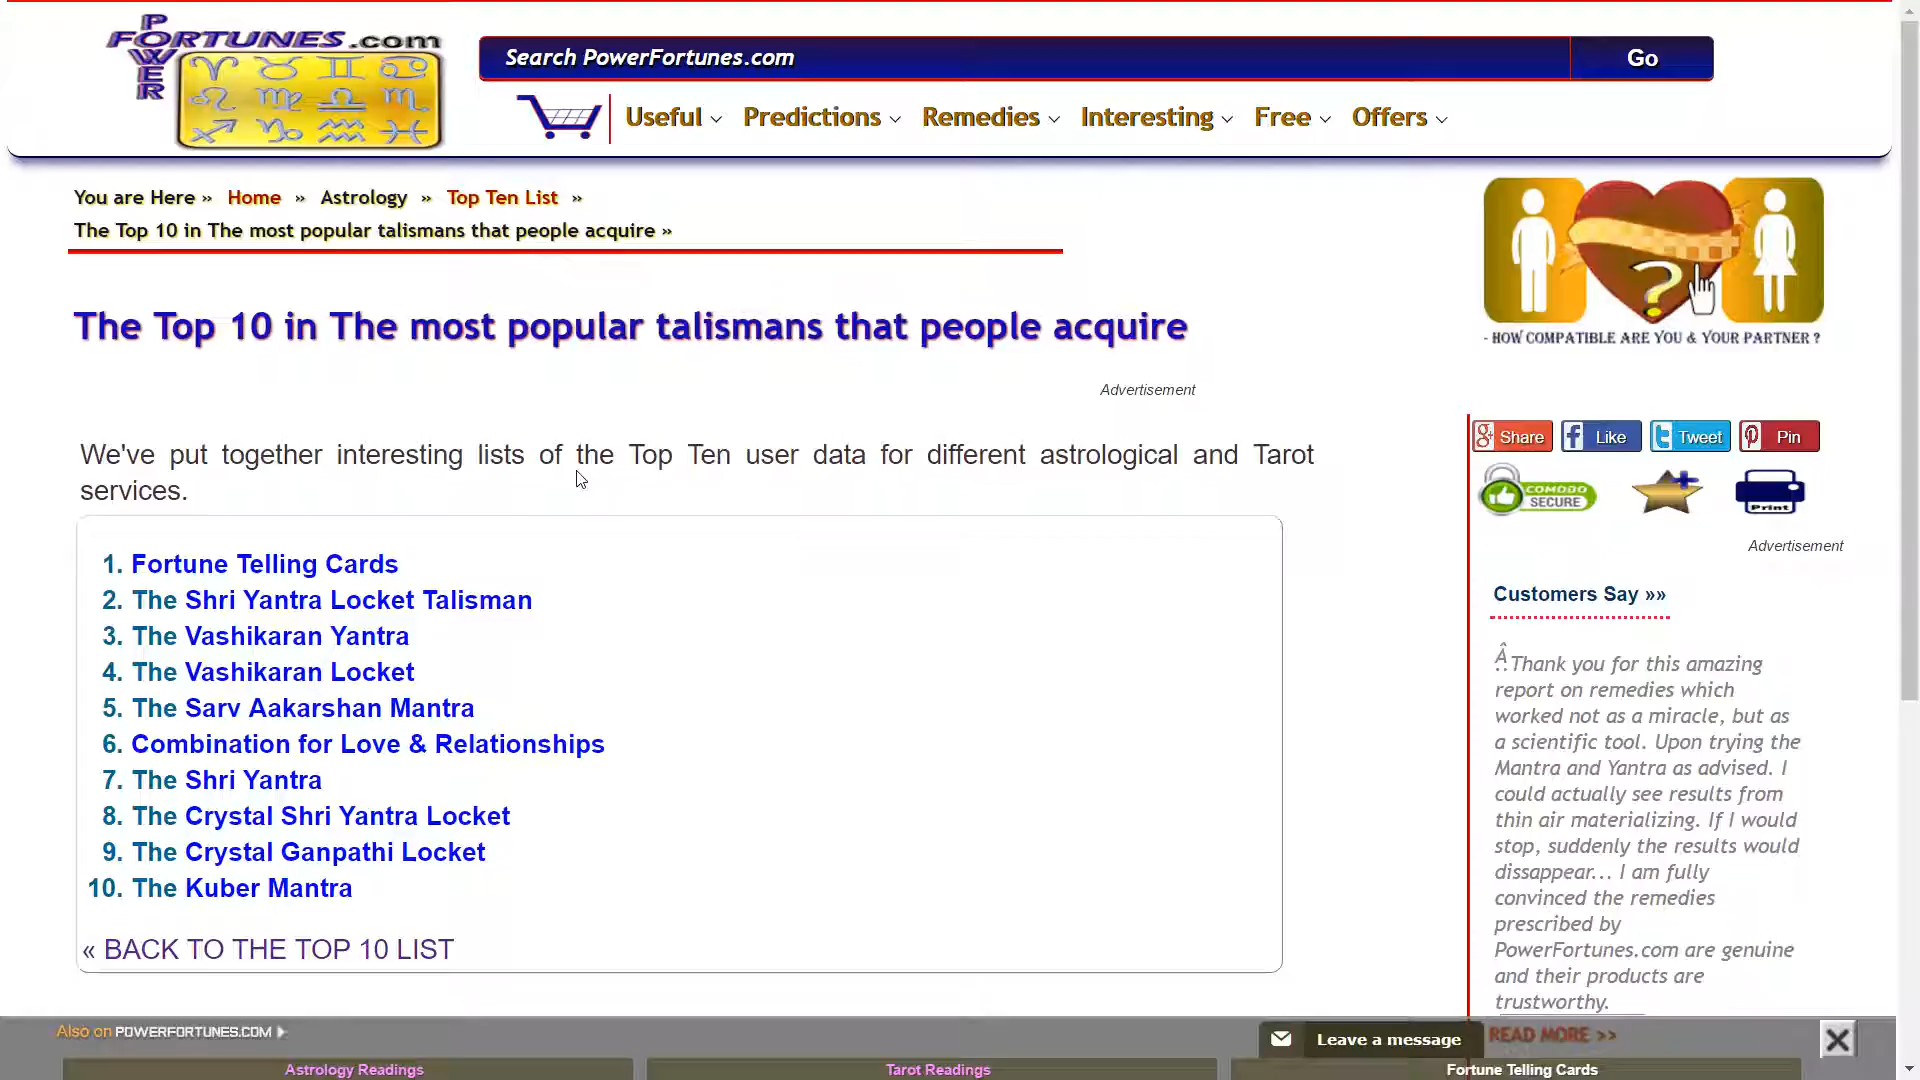 POWER
FORTUNES.com
Search PowerFortunes.com
Go
Useful
Predictions
Remedies
Interesting
Free
Offers
You are Here » Home » Astrology » Top Ten List »
The Top 10 in The most popular talismans that people acquire »
- HOW COMPATIBLE ARE YOU & YOUR PARTNER ?
The Top 10 in The most popular talismans that people acquire
Advertisement
We've put together interesting lists of the Top Ten user data for different astrological and Tarot
services.
1. Fortune Telling Cards
2. The Shri Yantra Locket Talisman
3. The Vashikaran Yantra
4. The Vashikaran Locket
5. The Sarv Aakarshan Mantra
6. Combination for Love & Relationships
7. The Shri Yantra
8. The Crystal Shri Yantra Locket
9. The Crystal Ganpathi Locket
10. The Kuber Mantra
« BACK TO THE TOP 10 LIST
Share
Like
Tweet
Pin
COMODO
SECURE
Print
Advertisement
Customers Say »»
Â
..Thank you for this amazing
report on remedies which
worked not as a miracle, but as
a scientific tool. Upon trying the
Mantra and Yantra as advised. I
could actually see results from
thin air materializing. If I would
stop, suddenly the results would
dissappear... I am fully
convinced the remedies
prescribed by
PowerFortunes.com are genuine
and their products are
trustworthy.
READ MORE >>
Also on POWERFORTUNES.COM
Leave a message
Astrology Readings
Tarot Readings
Fortune Telling Cards